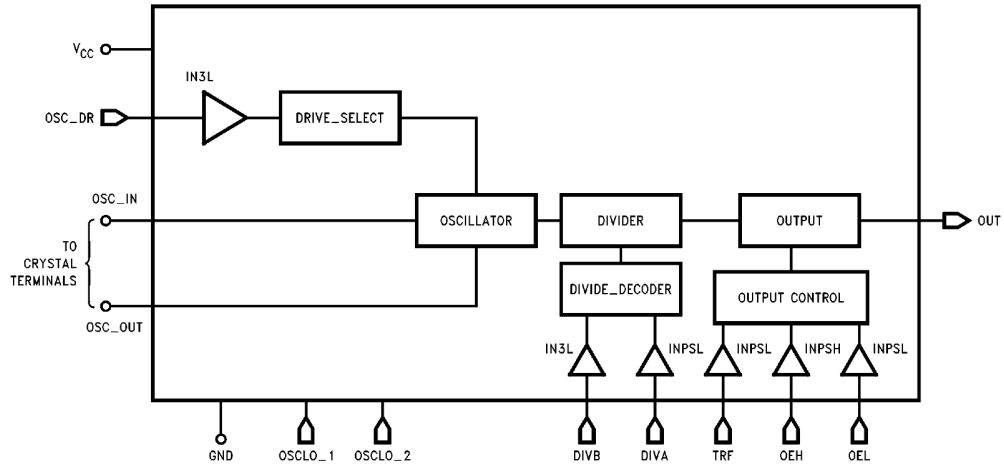 VCC
IN3L
OSC_DR
DRIVE_SELECT
OSC_IN
OSCILLATOR
DIVIDER
OUTPUT
OUT
TO
CRYSTAL
TERMINALS
DIVIDE_DECODER
OUTPUT CONTROL
OSC_OUT
IN3L
INPSL
INPSL
INPSH
INPSL
GND
OSCLO_1
OSCLO_2
DIVB
DIVA
TRF
OEH
OEL